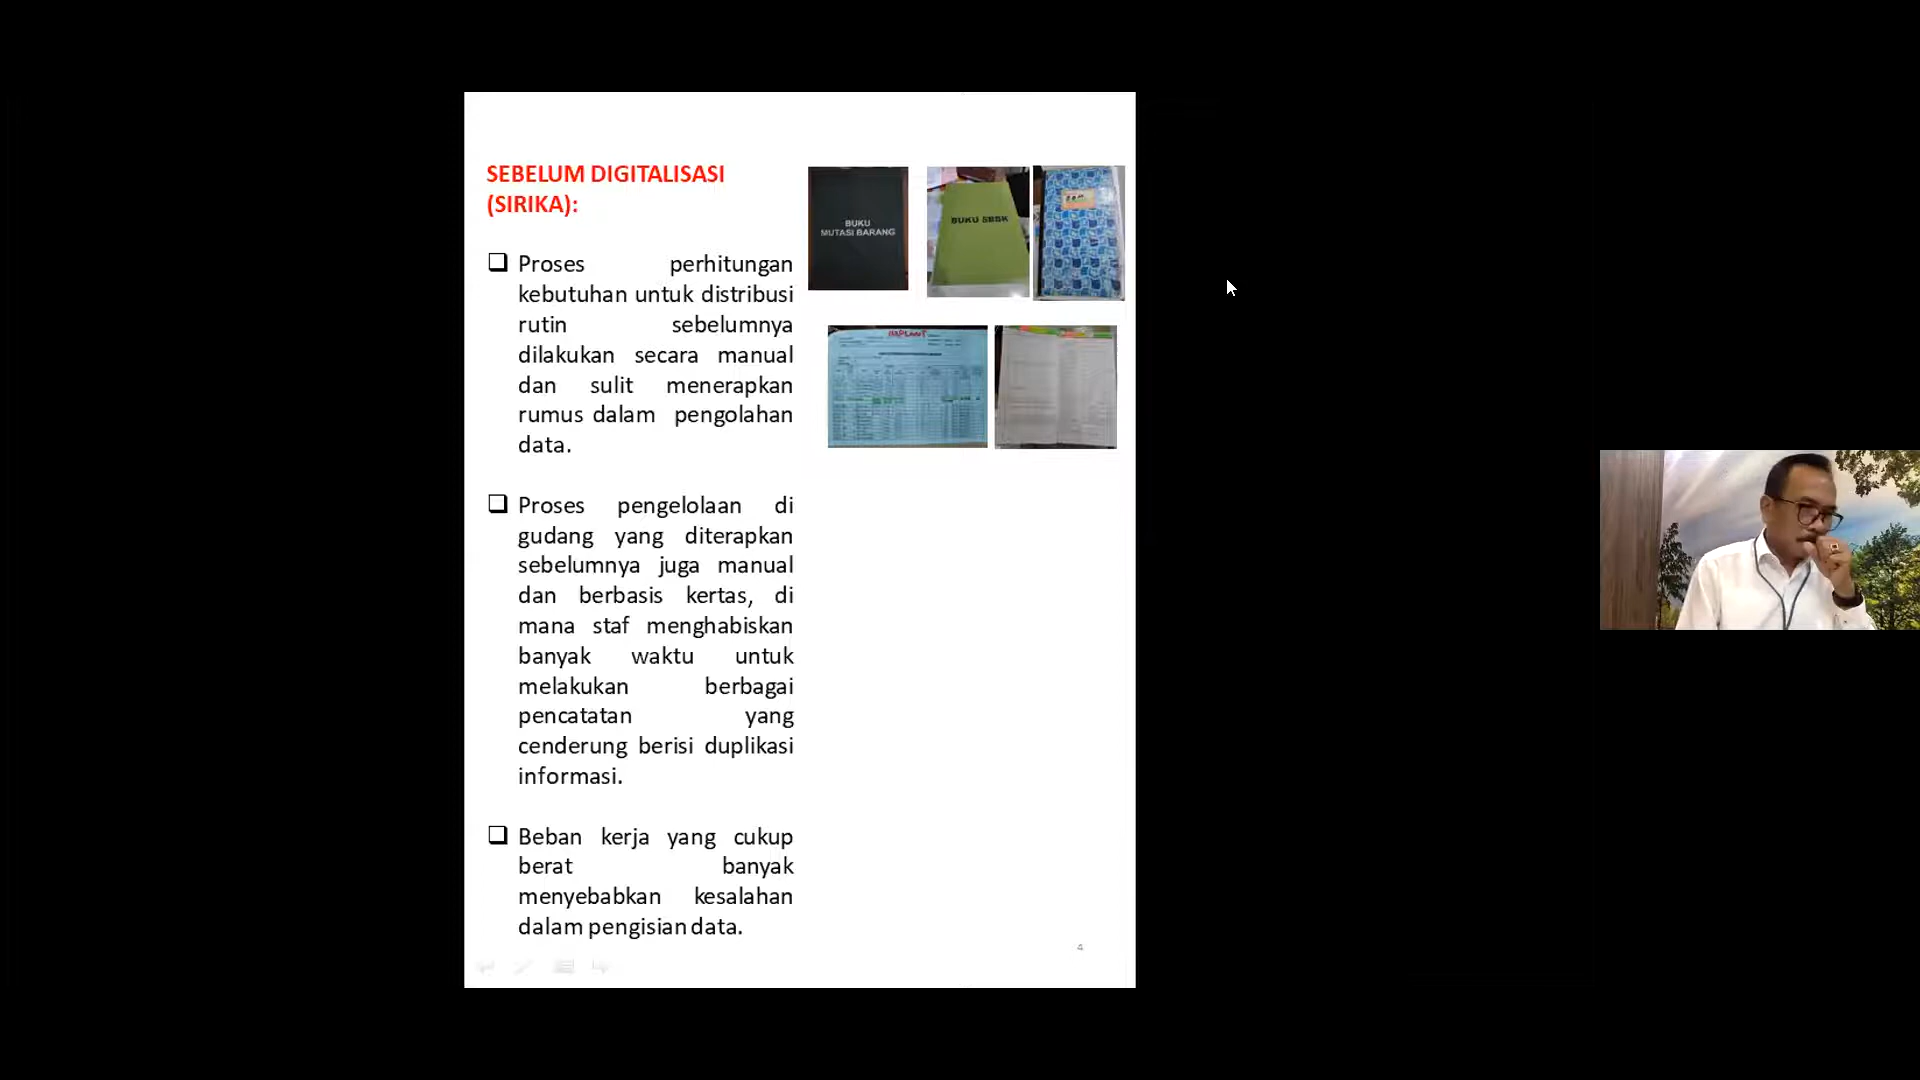 SEBELUM DIGITALISASI
(SIRIKA):
Proses perhitungan
kebutuhan untuk distribusi
rutin sebelumnya
dilakukan secara manual
dan sulit menerapkan
rumus dalam pengolahan
data.
Proses pengelolaan di
gudang yang diterapkan
sebelumnya juga manual
dan berbasis kertas, di
mana staf menghabiskan
banyak waktu untuk
melakukan berbagai
pencatatan yang
cenderung berisi duplikasi
informasi.
Beban kerja yang cukup
berat banyak
menyebabkan kesalahan
dalam pengisian data.
BUKU
MUTASI BARANG
BUKU SBBK
IMPLANT
4